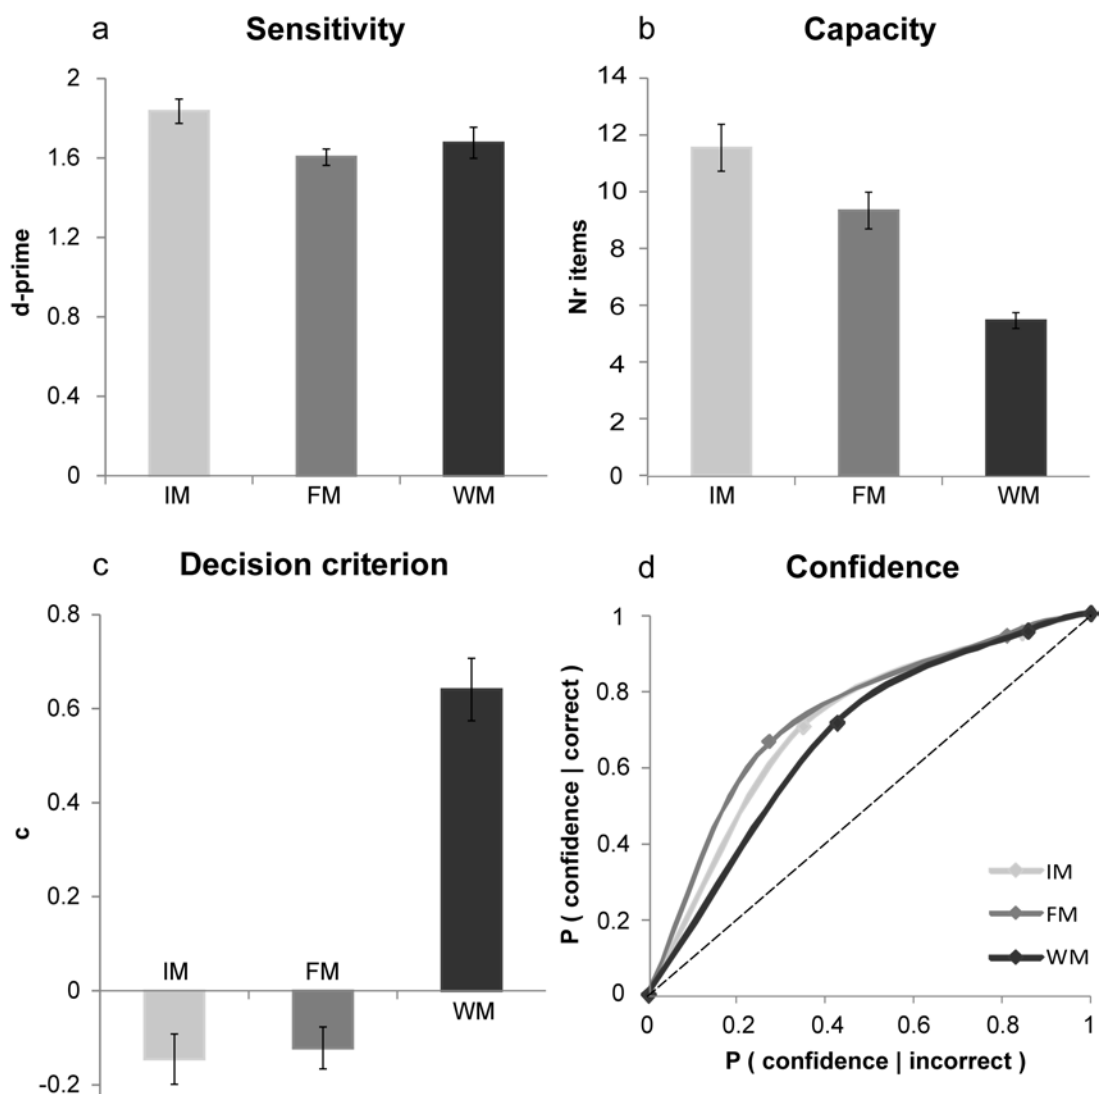 a Sensitivity
2
1.6
1.2
0.8
0.4
0
d-prime
IM FM WM
b Capacity
14
12
10
8
6
4
2
0
Nr items
IM FM WM
c Decision criterion
0.8
0.6
0.4
0.2
0
-0.2
c
IM FM WM
d Confidence
1
0.8
0.6
0.4
0.2
0
P ( confidence | correct )
IM
FM
WM
0 0.2 0.4 0.6 0.8 1
P ( confidence | incorrect )